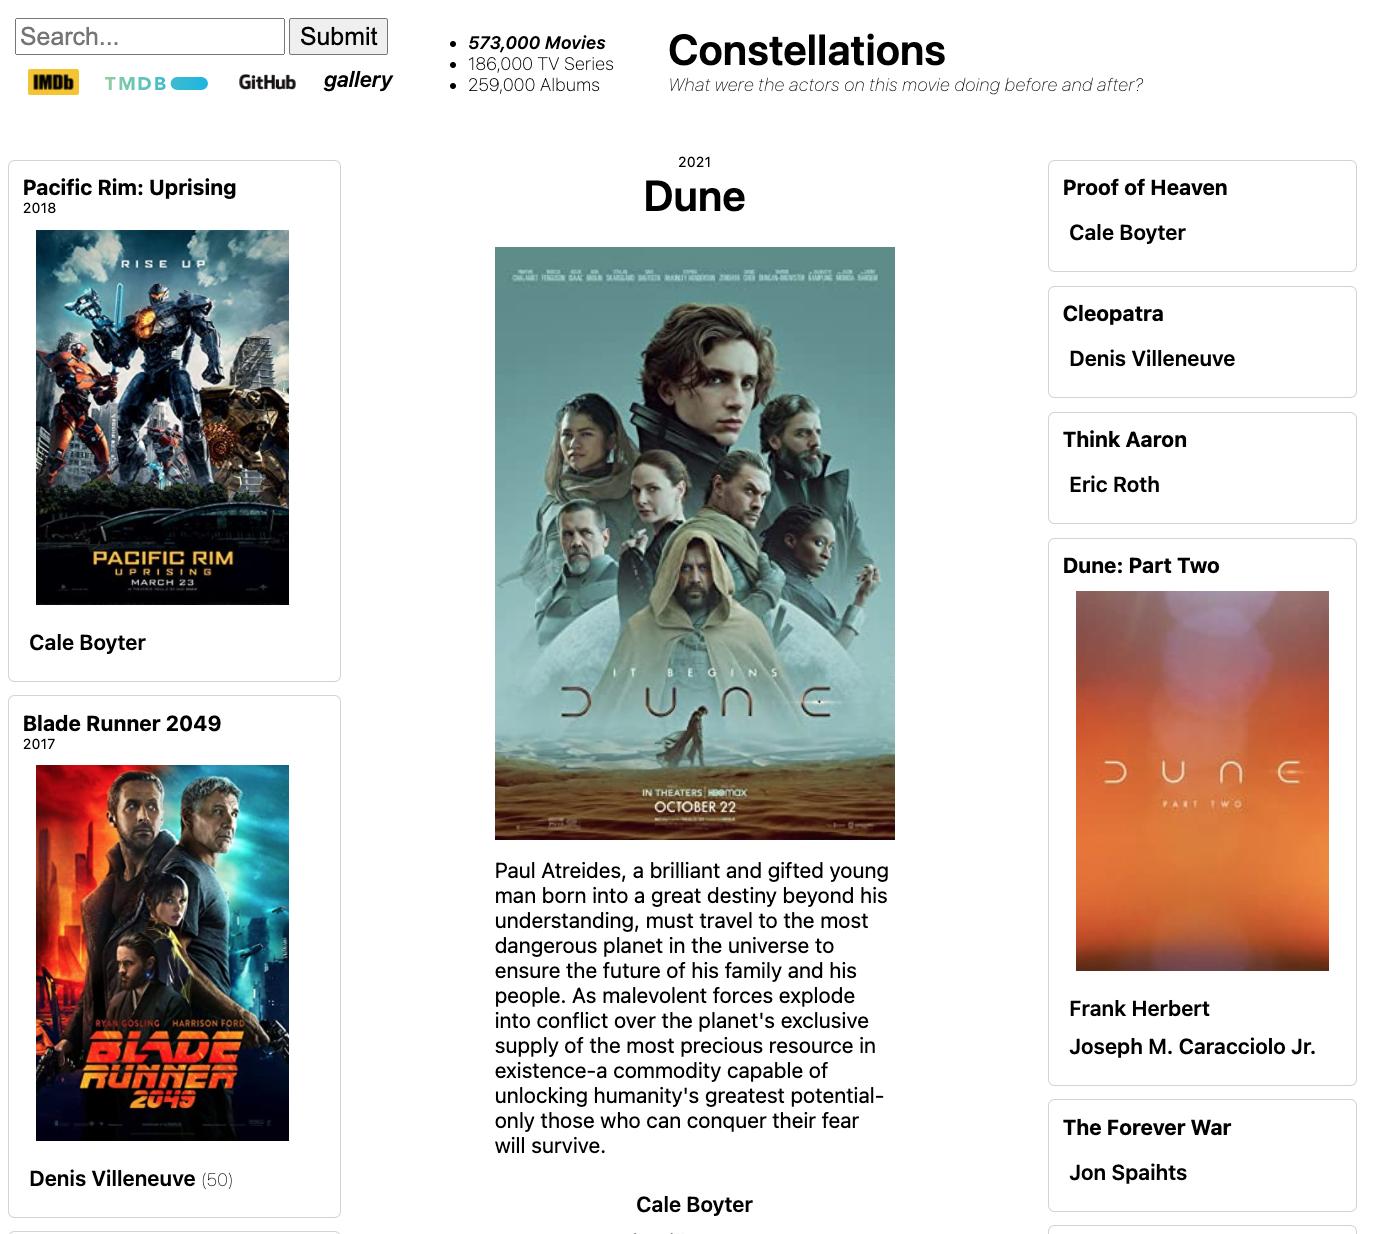 Search...
Submit
IMDb
TMDB
GitHub
gallery
573,000 Movies
186,000 TV Series
259,000 Albums
Constellations
What were the actors on this movie doing before and after?
Pacific Rim: Uprising
2018
RISE UP
PACIFIC RIM
UPRISING
MARCH 23
Cale Boyter
Blade Runner 2049
2017
RYAN GOSLING / HARRISON FORD
BLADE
RUNNER
2049
Denis Villeneuve (50)
2021
Dune
IT BEGINS
DUNE
IN THEATERS HBOmax
OCTOBER 22
Paul Atreides, a brilliant and gifted young
man born into a great destiny beyond his
understanding, must travel to the most
dangerous planet in the universe to
ensure the future of his family and his
people. As malevolent forces explode
into conflict over the planet's exclusive
supply of the most precious resource in
existence-a commodity capable of
unlocking humanity's greatest potential-
only those who can conquer their fear
will survive.
Cale Boyter
Proof of Heaven
Cale Boyter
Cleopatra
Denis Villeneuve
Think Aaron
Eric Roth
Dune: Part Two
DUNE
PART TWO
Frank Herbert
Joseph M. Caracciolo Jr.
The Forever War
Jon Spaihts